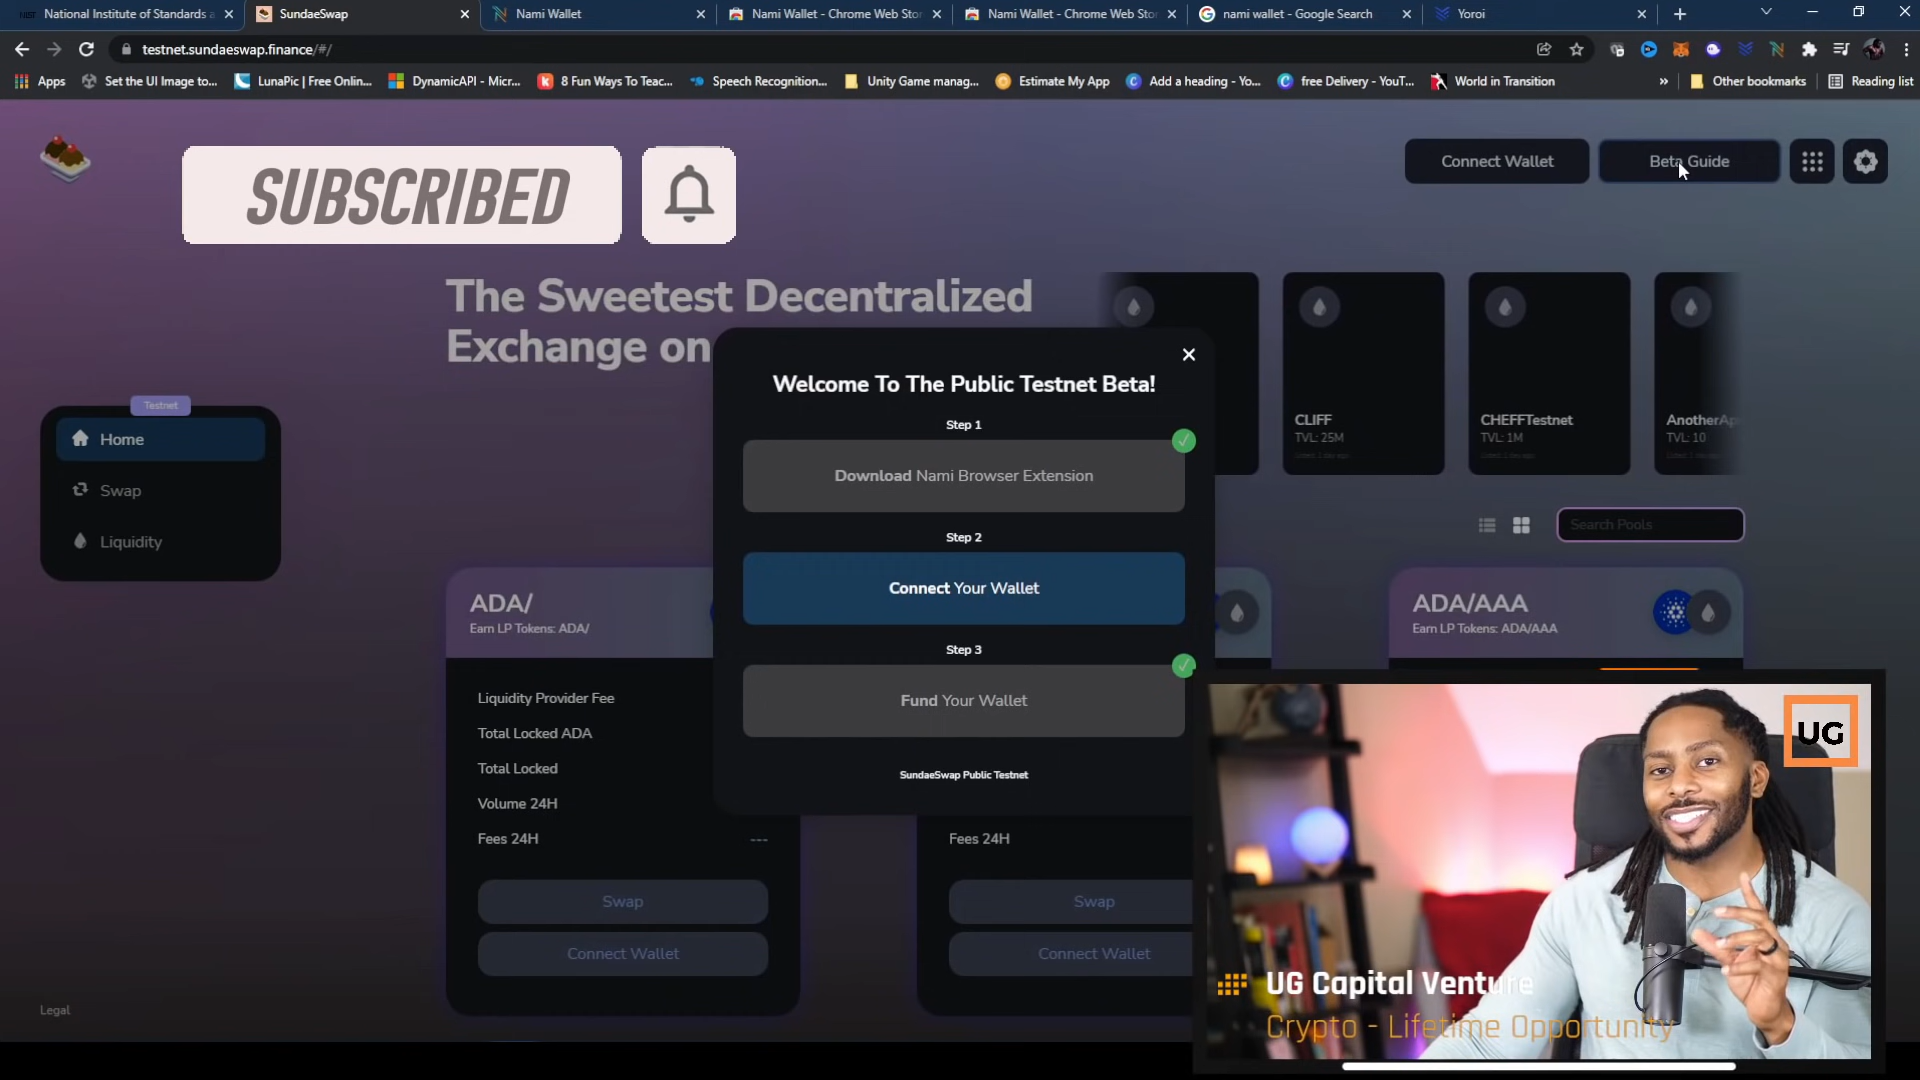 National Institute of Standards a
SundaeSwap
Nami Wallet
Nami Wallet - Chrome Web Stor
Nami Wallet - Chrome Web Stor
nami wallet - Google Search
Yoroi
testnet.sundaeswap.finance/#/
Apps
Set the UI Image to...
LunaPic | Free Onlin...
DynamicAPI - Micr...
8 Fun Ways To Teac...
Speech Recognition...
Unity Game manag...
Estimate My App
Add a heading - Yo...
free Delivery - YouT...
World in Transition
»
Other bookmarks
Reading list
Connect Wallet
Beta Guide
SUBSCRIBED
The Sweetest Decentralized
Exchange on
CLIFF
TVL: 25M
CHEFFTestnet
TVL: 1M
AnotherAp
TVL: 10
Testnet
Home
Swap
Liquidity
Welcome To The Public Testnet Beta!
Step 1
Download Nami Browser Extension
Step 2
Connect Your Wallet
Step 3
Fund Your Wallet
SundaeSwap Public Testnet
Search Pools
ADA/
Earn LP Tokens: ADA/
ADA/AAA
Earn LP Tokens: ADA/AAA
Liquidity Provider Fee
Total Locked ADA
Total Locked
Volume 24H
Fees 24H ---
Swap
Connect Wallet
Fees 24H
Swap
Connect Wallet
Legal
UG
UG Capital Venture
Crypto - Lifetime Opportunity